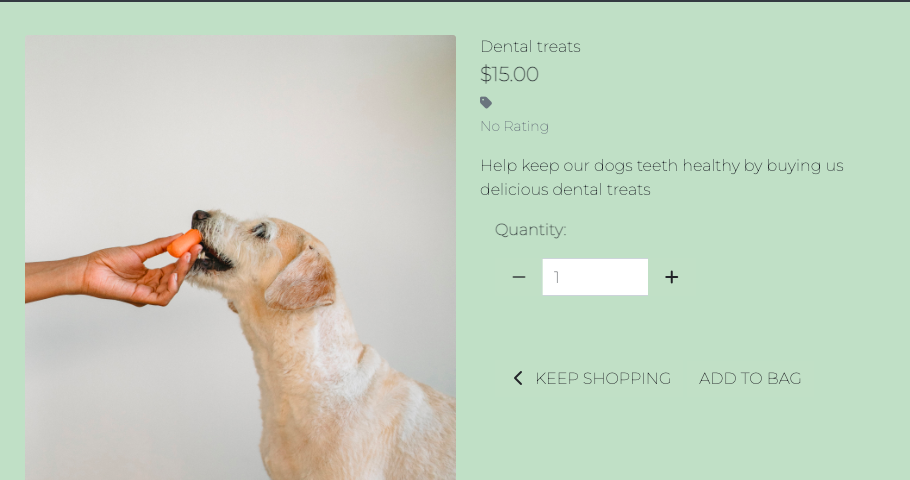 Dental treats
$15.00
No Rating
Help keep our dogs teeth healthy by buying us
delicious dental treats
Quantity:
1
KEEP SHOPPING ADD TO BAG